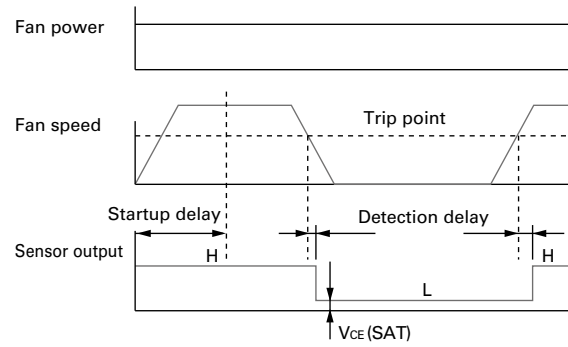 Fan power
Fan speed
Trip point
Startup delay
Detection delay
Sensor output
H
H
L
VCE (SAT)